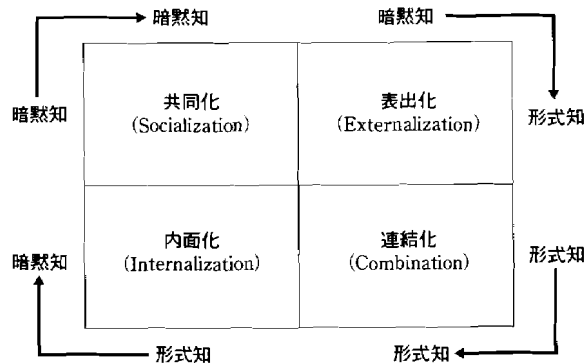 暗黙知
暗黙知
暗黙知
共同化
(Socialization)
表出化
(Externalization)
形式知
暗黙知
内面化
(Internalization)
連結化
(Combination)
形式知
形式知
形式知